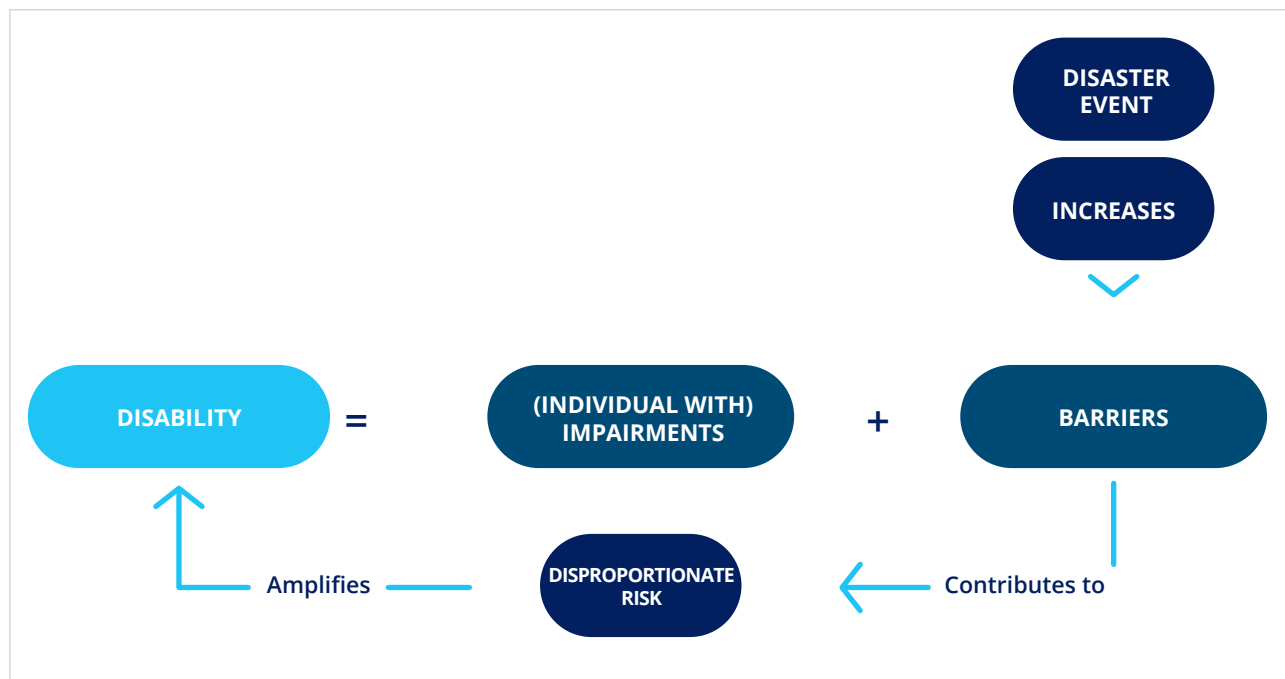 DISASTER
EVENT
INCREASES
DISABILITY
=
(INDIVIDUAL WITH)
IMPAIRMENTS
+
BARRIERS
Amplifies
DISPROPORTIONATE
RISK
Contributes to